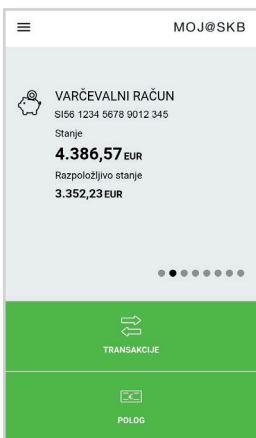 MOJ@SKB
VARČEVALNI RAČUN
SI56 1234 5678 9012 345
Stanje
4.386,57 EUR
Razpoložljivo stanje
3.352,23 EUR
TRANSAKCIJE
POLOG